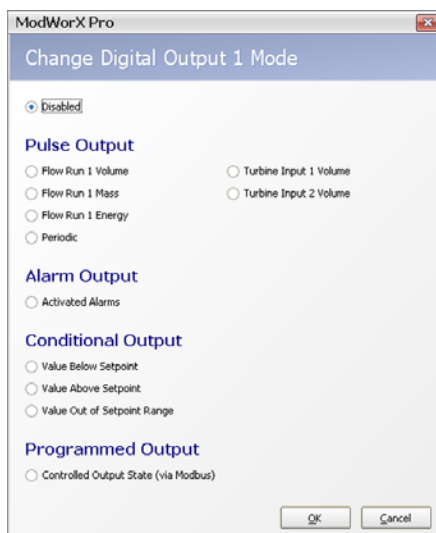 ModWorX Pro
Change Digital Output 1 Mode
Disabled
Pulse Output
Flow Run 1 Volume
Turbine Input 1 Volume
Flow Run 1 Mass
Turbine Input 2 Volume
Flow Run 1 Energy
Periodic
Alarm Output
Activated Alarms
Conditional Output
Value Below Setpoint
Value Above Setpoint
Value Out of Setpoint Range
Programmed Output
Controlled Output State (via Modbus)
OK
Cancel